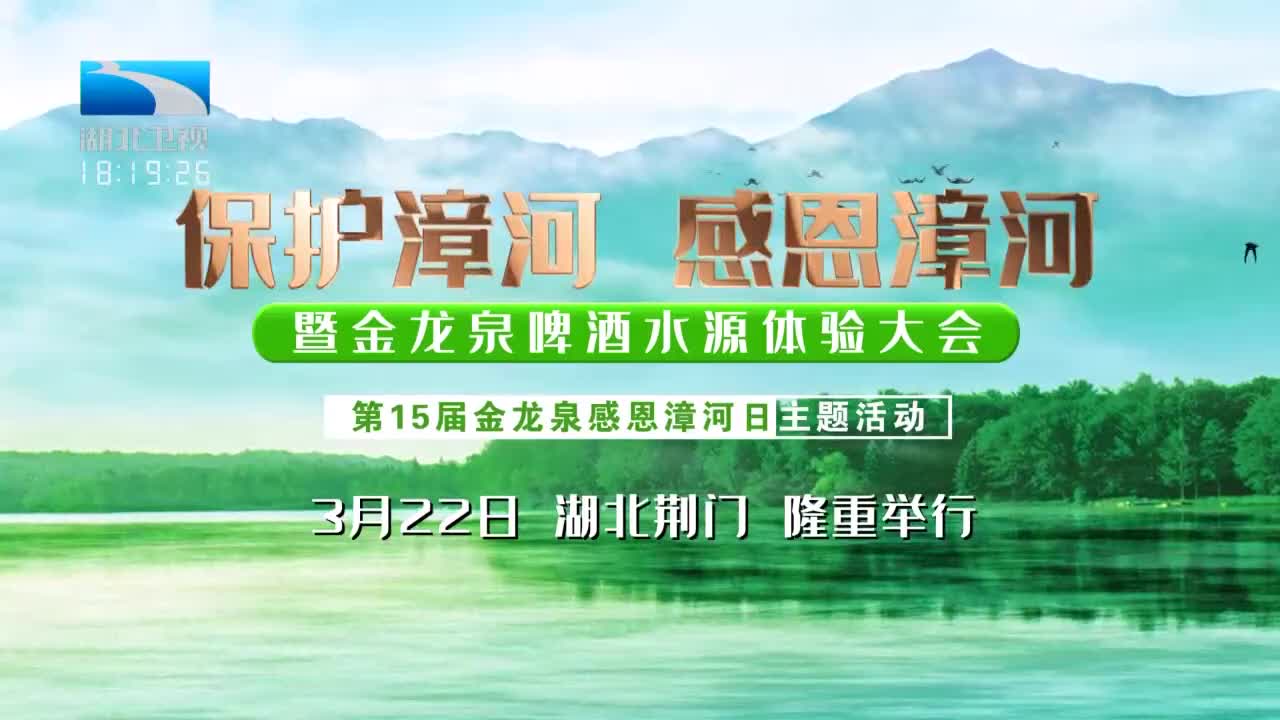 湖北卫视
18:19:26
保护漳河 感恩漳河
暨金龙泉啤酒水源体验大会
第15届金龙泉感恩漳河日主题活动
3月22日 湖北荆门 隆重举行